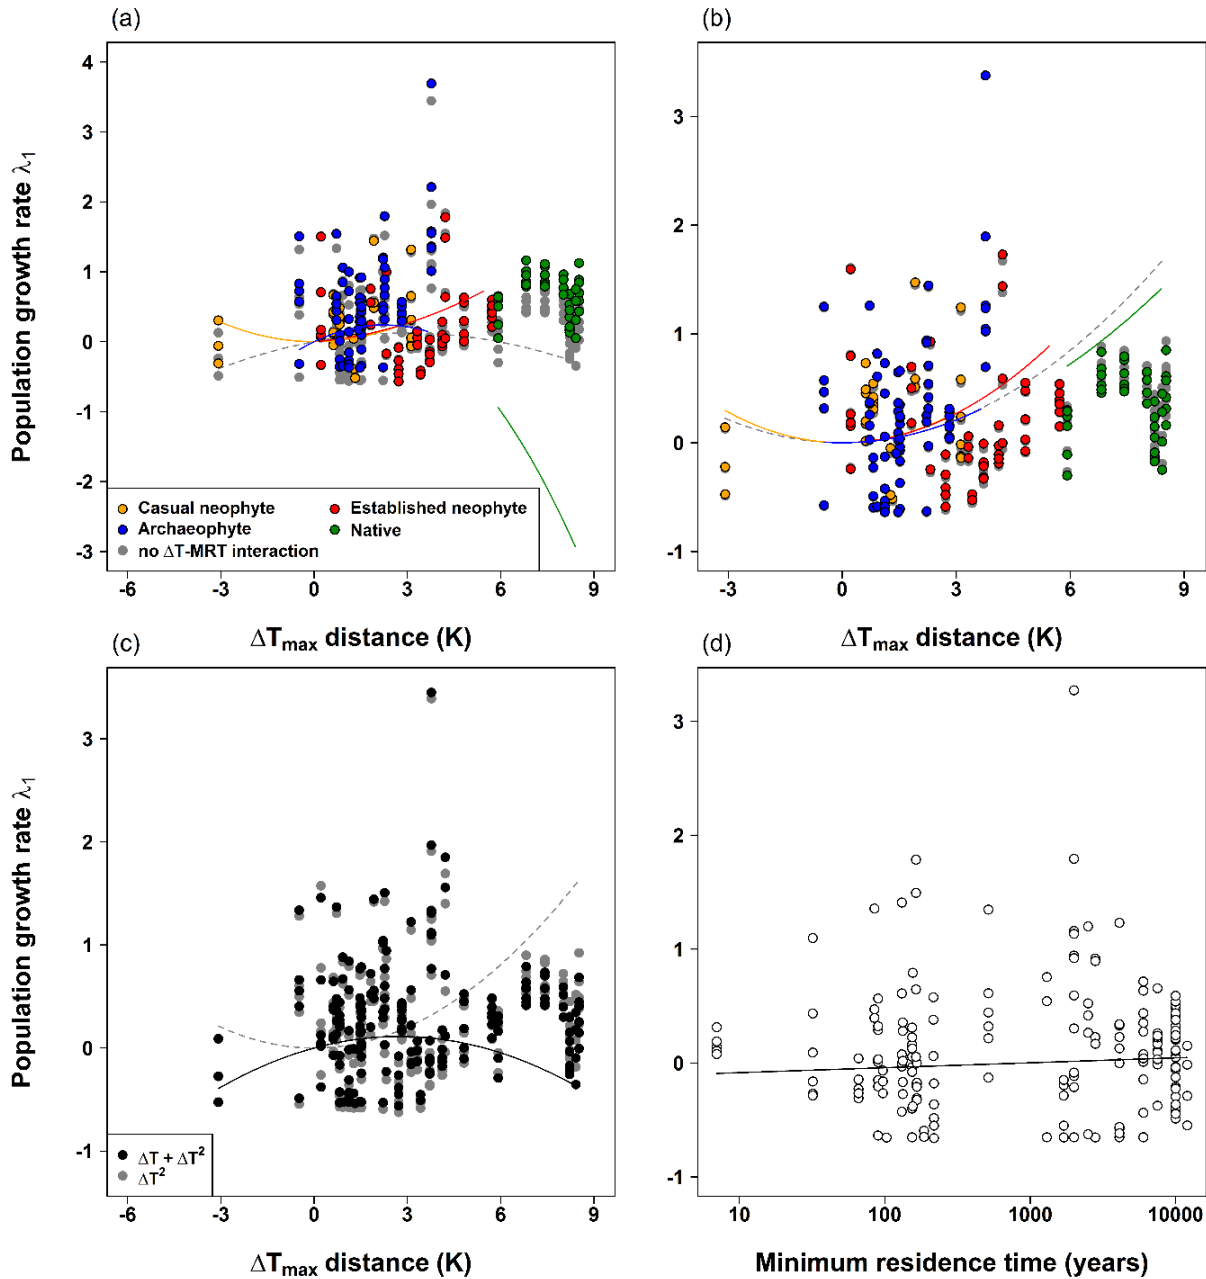 (a)
4
3
2
1
0
-1
-2
-3
Population growth rate λ1
Casual neophyte
Established neophyte
Archaeophyte
Native
no ΔT-MRT interaction
-6 -3 0 3 6 9
ΔTmax distance (K)
(b)
3
2
1
0
-1
-3 0 3 6 9
ΔTmax distance (K)
(c)
3
2
1
0
-1
Population growth rate λ1
ΔT + ΔT²
ΔT²
-6 -3 0 3 6 9
ΔTmax distance (K)
(d)
3
2
1
0
-1
10 100 1000 10000
Minimum residence time (years)